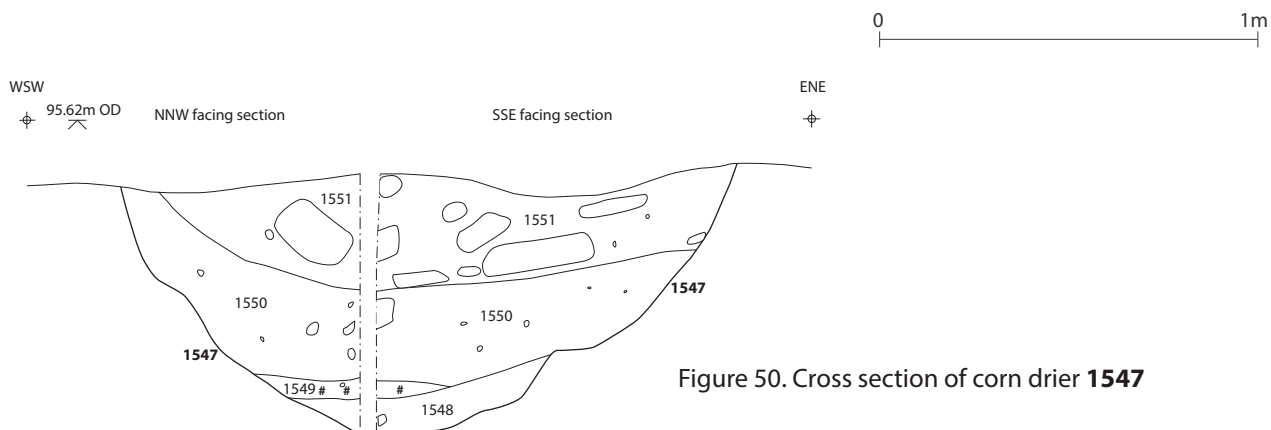 0 1m
WSW ENE
95.62m OD NNW facing section SSE facing section
1551
1551
1550 1550 1547
1547
1549 # # #
1548
Figure 50. Cross section of corn drier 1547